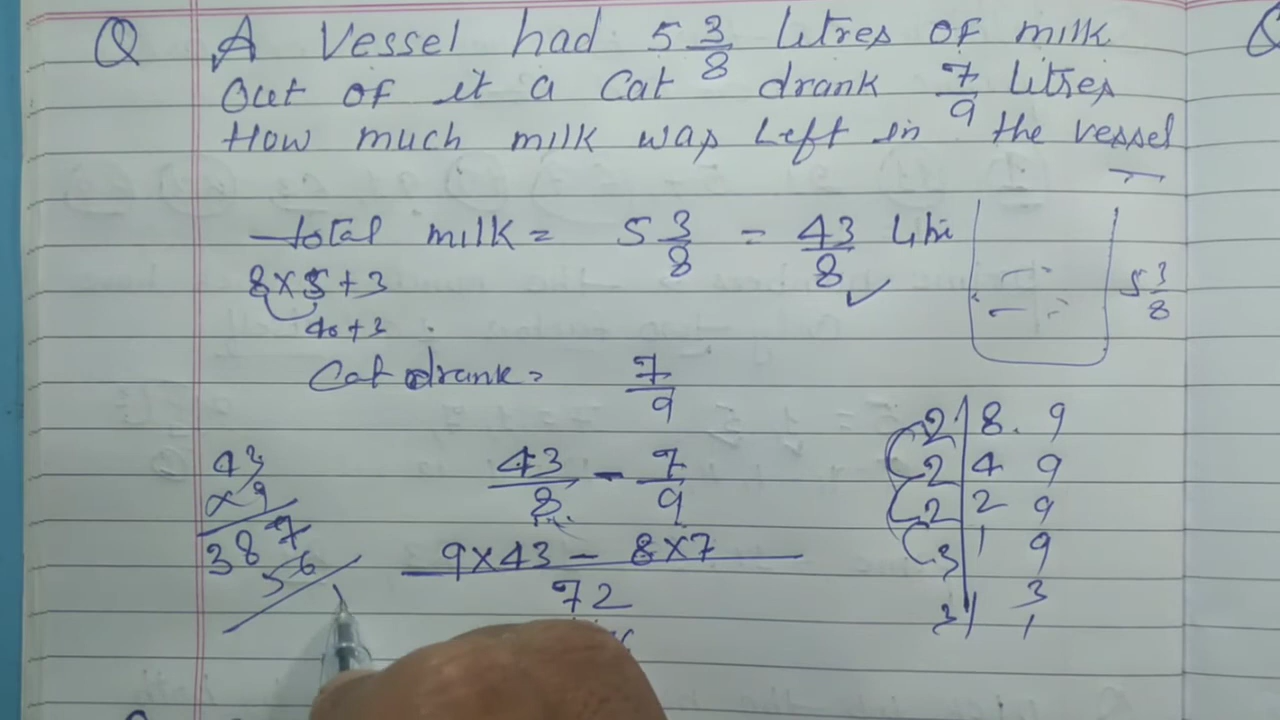 Q A Vessel had 5 3/8 litres of milk
Out of it a Cat drank 7/9 litres
How much milk was left in the vessel
total milk = 5 3/8 = 43/8 litre
8×5+3
40+3
5 3/8
Cat drank = 7/9
43/8 - 7/9
9×43 - 8×7
72
43
×9
387
56
2 | 8. 9
2 | 4 9
2 | 2 9
3 | 1 9
3 | 3
1